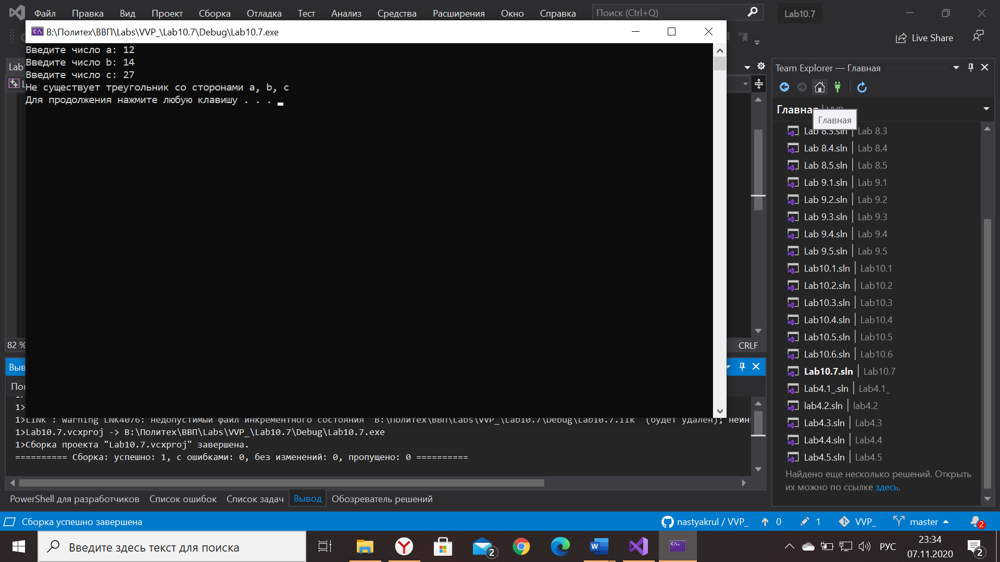 Файл Правка Вид Проект Сборка Отладка Тест Анализ Средства Расширения Окно Справка Поиск (Ctrl+Q) Lab10.7
B:\Политех\ВВП\Labs\VVP_\Lab10.7\Debug\Lab10.7.exe
Live Share
Введите число a: 12
Введите число b: 14
Введите число c: 27
Не существует треугольник со сторонами a, b, c
Для продолжения нажмите любую клавишу . . .
Lab
82 %
CRLF
Выв
Пок
1>
1>LINK : warning LNK4076: недопустимый файл инкрементного состояния "B:\Политех\ВВП\Labs\VVP_\Lab10.7\Debug\Lab10.7.ilk" (будет удален);
1>Lab10.7.vcxproj -> B:\Политех\ВВП\Labs\VVP_\Lab10.7\Debug\Lab10.7.exe
1>Сборка проекта "Lab10.7.vcxproj" завершена.
========== Сборка: успешно: 1, с ошибками: 0, без изменений: 0, пропущено: 0 ==========
PowerShell для разработчиков Список ошибок Список задач Вывод Обозреватель решений
Team Explorer — Главная
Главная | VVP_
Главная
Lab 8.3.sln | Lab 8.3
Lab 8.4.sln | Lab 8.4
Lab 8.5.sln | Lab 8.5
Lab 9.1.sln | Lab 9.1
Lab 9.2.sln | Lab 9.2
Lab 9.3.sln | Lab 9.3
Lab 9.4.sln | Lab 9.4
Lab 9.5.sln | Lab 9.5
Lab10.1.sln | Lab10.1
Lab10.2.sln | Lab10.2
Lab10.3.sln | Lab10.3
Lab10.4.sln | Lab10.4
Lab10.5.sln | Lab10.5
Lab10.6.sln | Lab10.6
Lab10.7.sln | Lab10.7
Lab4.1_.sln | Lab4.1_
lab4.2.sln | lab4.2
Lab4.3.sln | Lab4.3
Lab4.4.sln | Lab4.4
Lab4.5.sln | Lab4.5
Найдено еще несколько решений. Открыть
их можно по ссылке здесь.
Сборка успешно завершена nastyakrul / VVP_ 0 1 VVP_ master 2
Введите здесь текст для поиска 2 РУС 23:34
07.11.2020 2